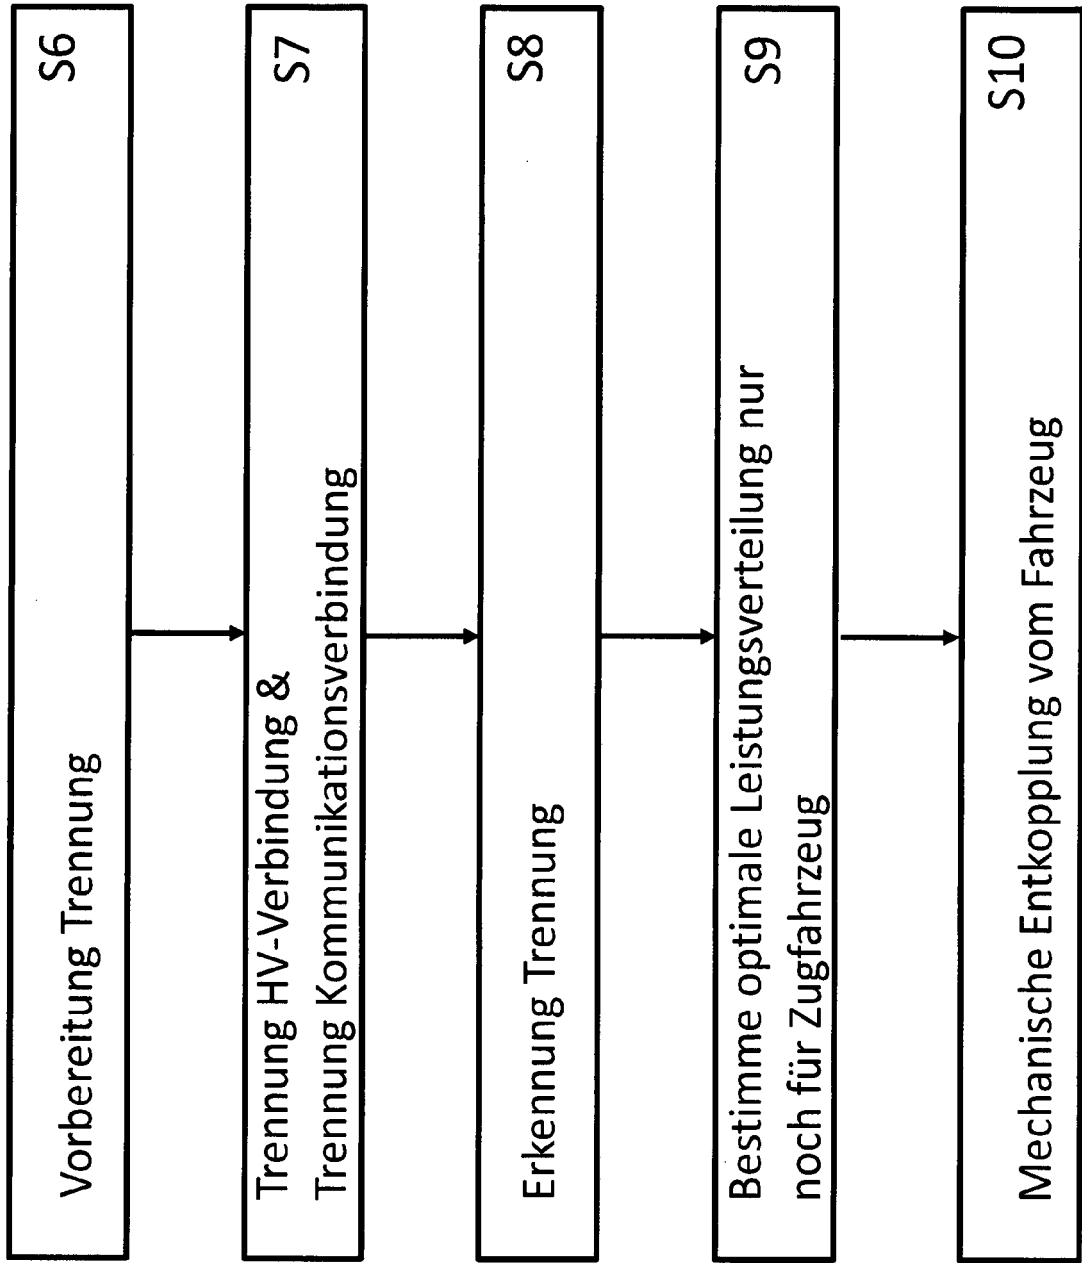 Vorbereitung Trennung
S6
Trennung HV-Verbindung &
Trennung Kommunikationsverbindung
S7
Erkennung Trennung
S8
Bestimme optimale Leistungsverteilung nur
noch für Zugfahrzeug
S9
Mechanische Entkopplung vom Fahrzeug
S10